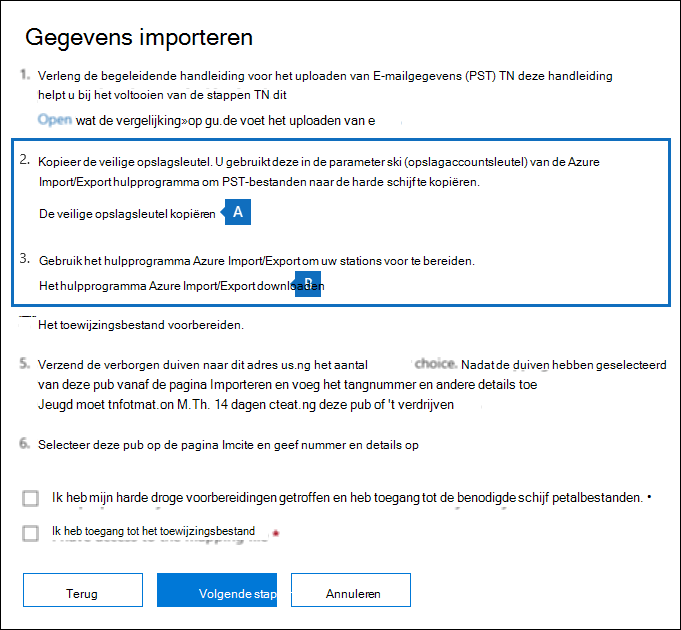 Gegevens importeren
1. Verleng de begeleidende handleiding voor het uploaden van E-mailgegevens (PST) TN deze handleiding
helpt u bij het voltooien van de stappen TN dit
Open wat de vergelijking»op gu.de voet het uploaden van e
2. Kopieer de veilige opslagsleutel. U gebruikt deze in de parameter ski (opslagaccountsleutel) van de Azure
Import/Export hulpprogramma om PST-bestanden naar de harde schijf te kopiëren.
De veilige opslagsleutel kopiëren A
3. Gebruik het hulpprogramma Azure Import/Export om uw stations voor te bereiden.
Het hulpprogramma Azure Import/Export downloaden
Het toewijzingsbestand voorbereiden.
5. Verzend de verborgen duiven naar dit adres us.ng het aantal choice. Nadat de duiven hebben geselecteerd
van deze pub vanaf de pagina Importeren en voeg het tangnummer en andere details toe
Jeugd moet tnfotmat.on M.Th. 14 dagen cteat.ng deze pub of 't verdrijven
6. Selecteer deze pub op de pagina Imcite en geef nummer en details op
Ik heb mijn harde droge voorbereidingen getroffen en heb toegang tot de benodigde schijf petalbestanden. •
Ik heb toegang tot het toewijzingsbestand *
Terug Volgende stap Annuleren